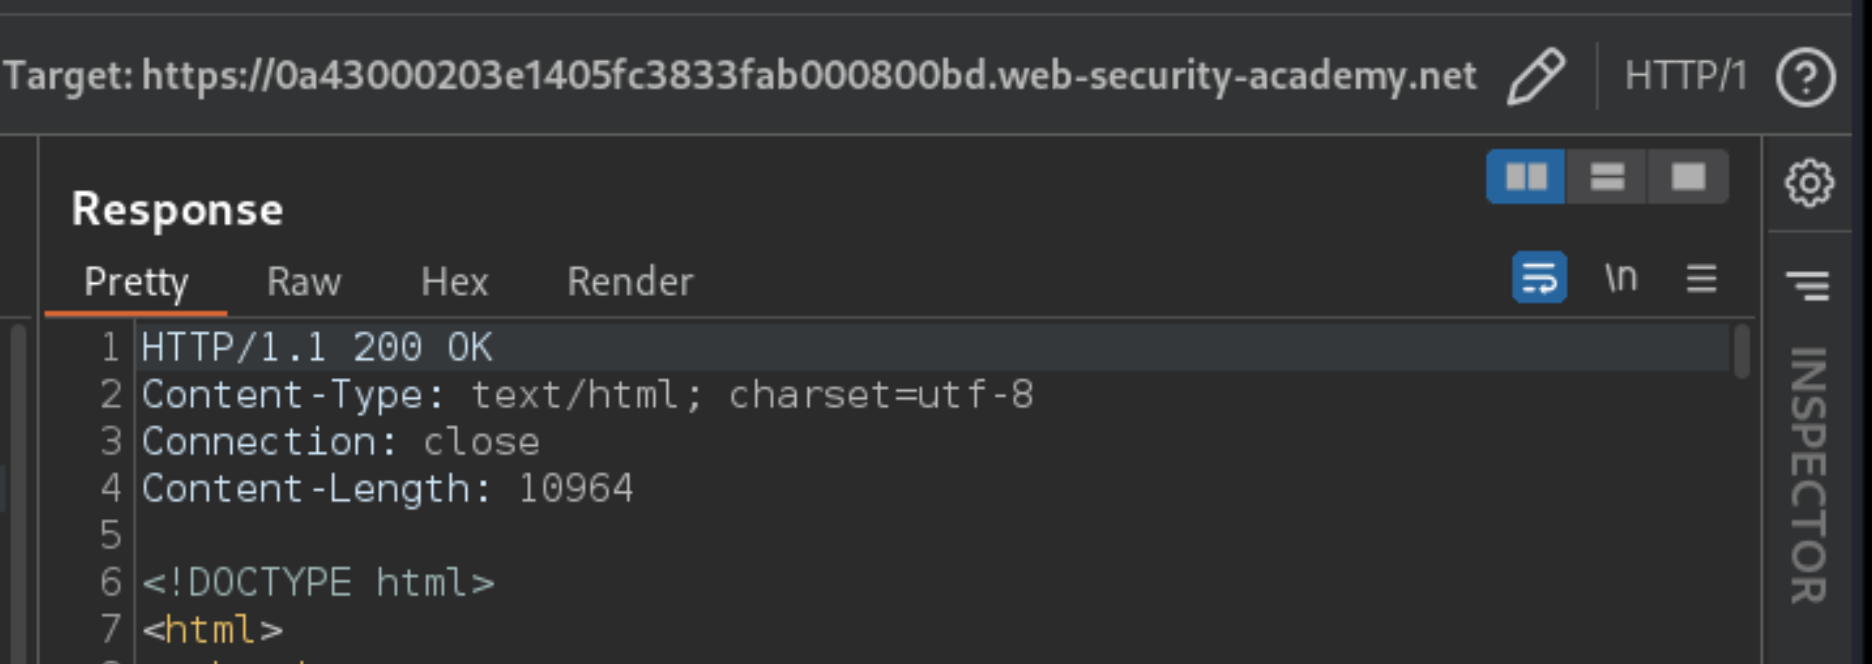 Target: https://0a43000203e1405fc3833fab000800bd.web-security-academy.net HTTP/1
Response
Pretty Raw Hex Render \n
1 HTTP/1.1 200 OK
2 Content-Type: text/html; charset=utf-8
3 Connection: close
4 Content-Length: 10964
5
6 <!DOCTYPE html>
7 <html>
INSPECTOR